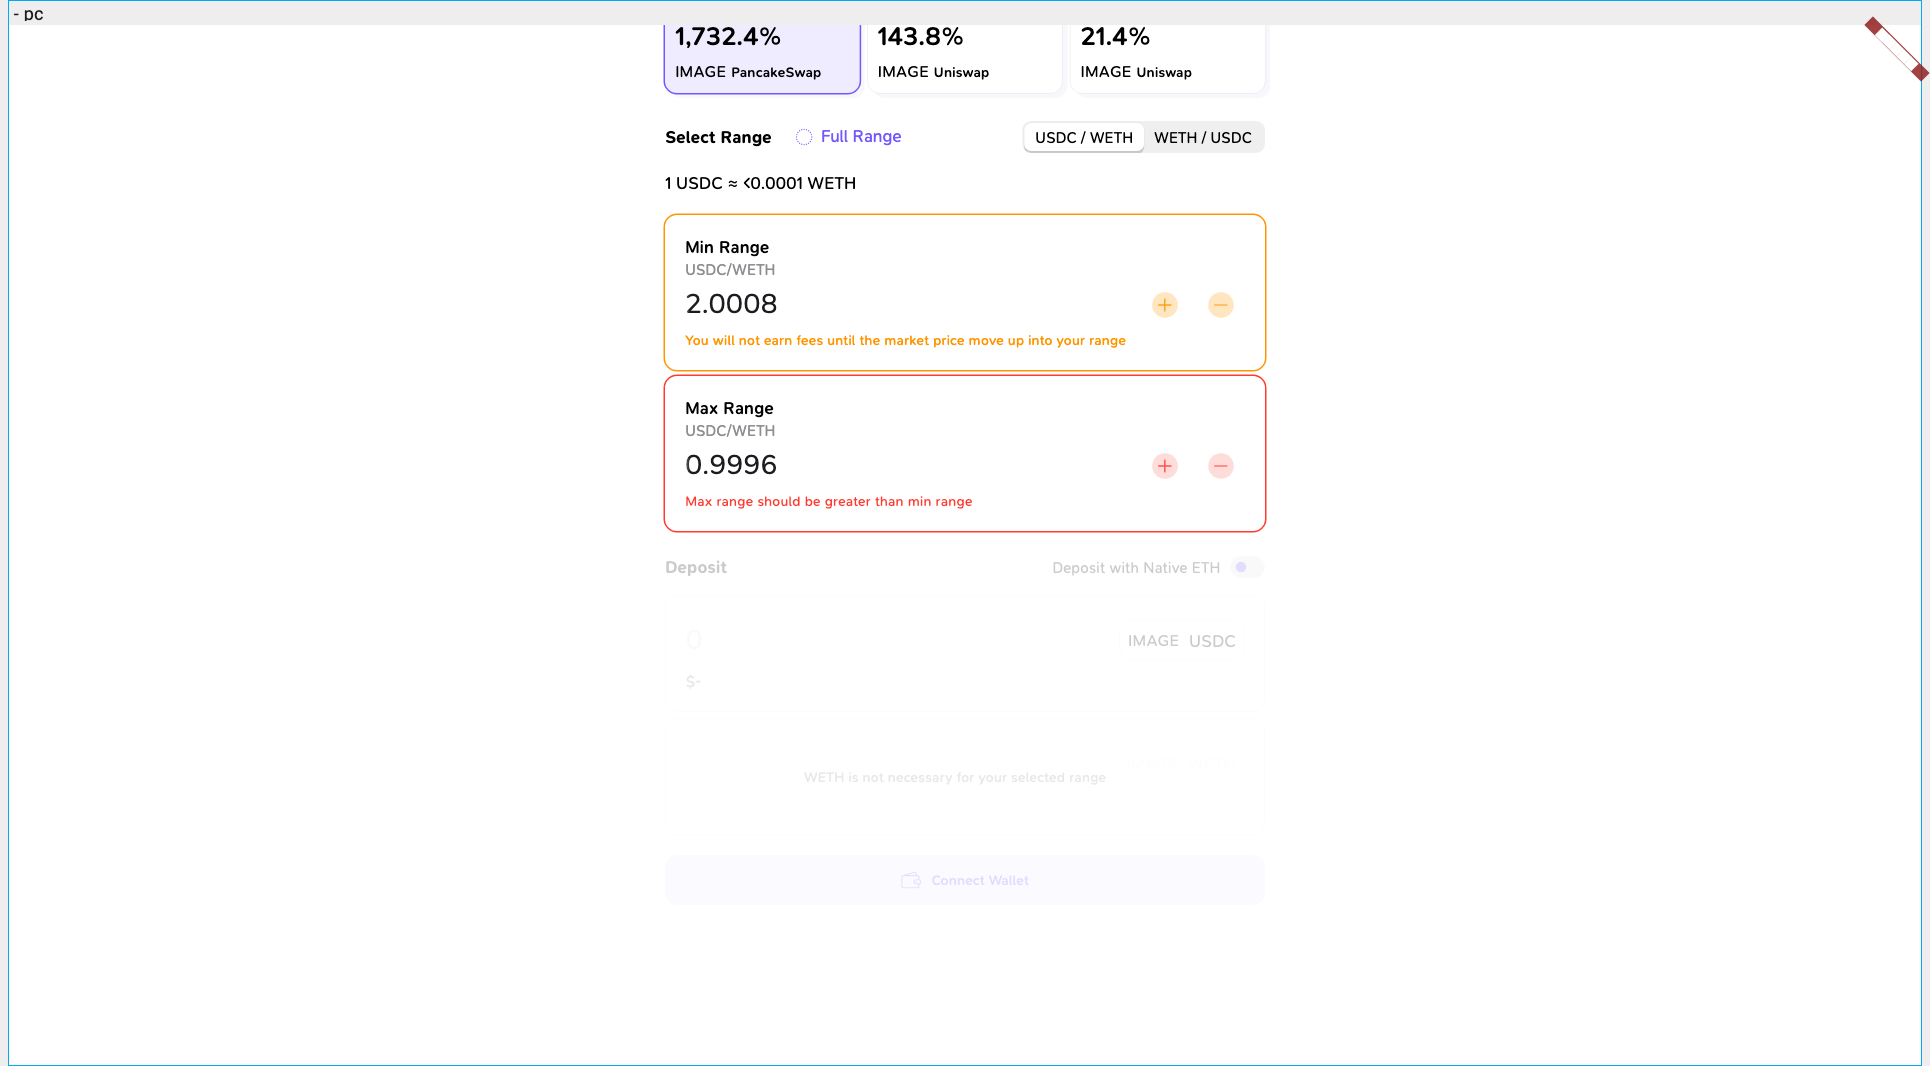 - pc
1,732.4% 143.8% 21.4%
IMAGE PancakeSwap IMAGE Uniswap IMAGE Uniswap
Select Range Full Range USDC / WETH WETH / USDC
1 USDC ≈ <0.0001 WETH
Min Range
USDC/WETH
2.0008
You will not earn fees until the market price move up into your range
Max Range
USDC/WETH
0.9996
Max range should be greater than min range
Deposit Deposit with Native ETH
0 IMAGE USDC
$-
WETH is not necessary for your selected range
Connect Wallet